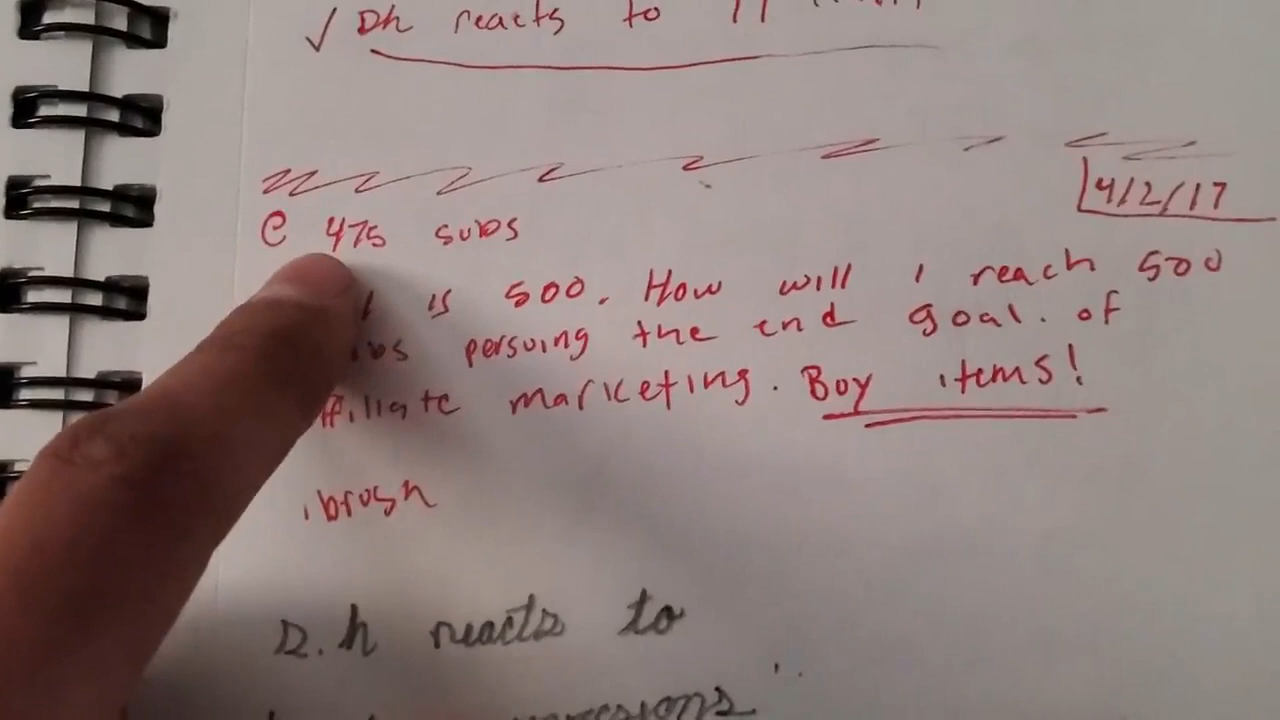 √ Dh reacts to
4/2/17
@ 475 subs
is 500. How will i reach 500
persuing the end goal. of
marketing. Buy items!
ibrush
D.h reacts to